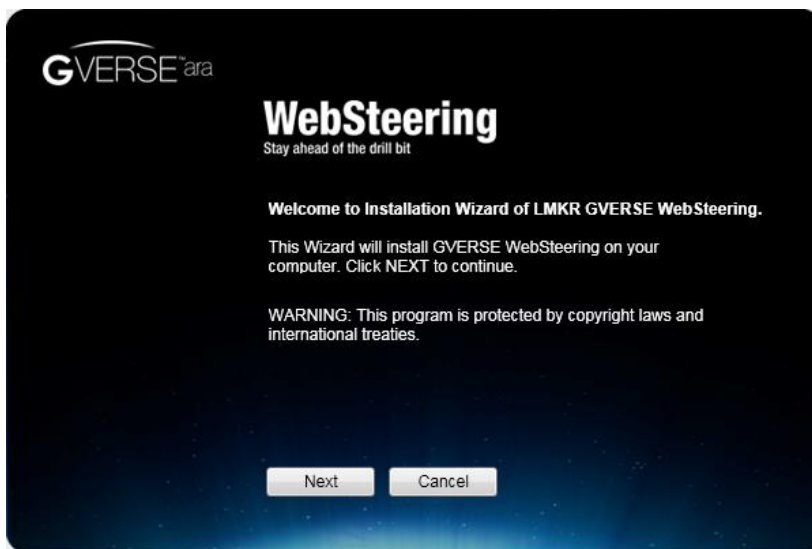 GVERSE™ara
WebSteering
Stay ahead of the drill bit
Welcome to Installation Wizard of LMKR GVERSE WebSteering.
This Wizard will install GVERSE WebSteering on your
computer. Click NEXT to continue.
WARNING: This program is protected by copyright laws and
international treaties.
Next Cancel